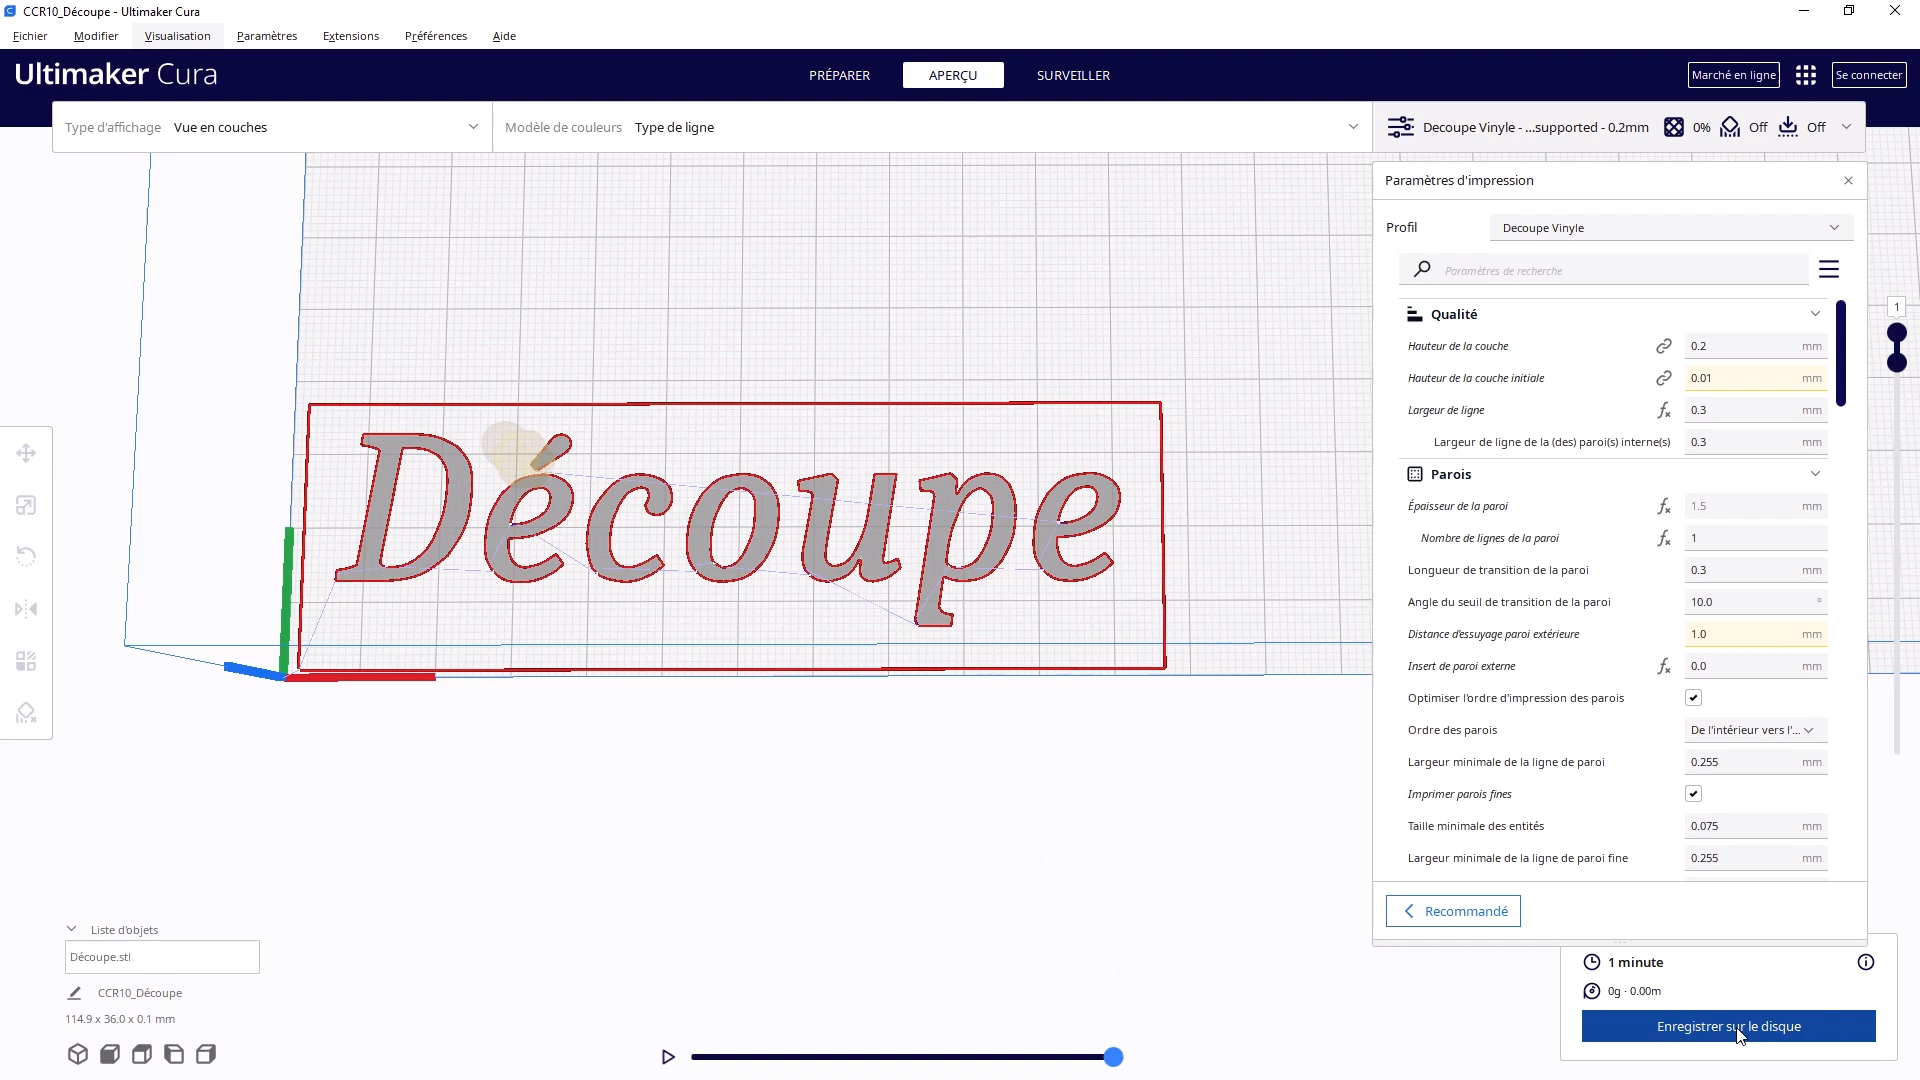 CCR10_Découpe - Ultimaker Cura
Fichier Modifier Visualisation Paramètres Extensions Préférences Aide
Ultimaker Cura
PRÉPARER APERÇU SURVEILLER
Marché en ligne Se connecter
Type d'affichage Vue en couches
Modèle de couleurs Type de ligne
Decoupe Vinyle - ...supported - 0.2mm 0% Off Off
Paramètres d'impression
Profil Decoupe Vinyle
Paramètres de recherche
Qualité
1
Hauteur de la couche 0.2 mm
Hauteur de la couche initiale 0.01 mm
Largeur de ligne 0.3 mm
Largeur de ligne de la (des) paroi(s) interne(s) 0.3 mm
Parois
Épaisseur de la paroi 1.5 mm
Nombre de lignes de la paroi 1
Longueur de transition de la paroi 0.3 mm
Angle du seuil de transition de la paroi 10.0 °
Distance d'essuyage paroi extérieure 1.0 mm
Insert de paroi externe 0.0 mm
Optimiser l'ordre d'impression des parois
Ordre des parois De l'intérieur vers l'...
Largeur minimale de la ligne de paroi 0.255 mm
Imprimer parois fines
Taille minimale des entités 0.075 mm
Largeur minimale de la ligne de paroi fine 0.255 mm
Recommandé
Découpe
Liste d'objets
Découpe.stl
CCR10_Découpe
114.9 x 36.0 x 0.1 mm
1 minute
0g · 0.00m
Enregistrer sur le disque